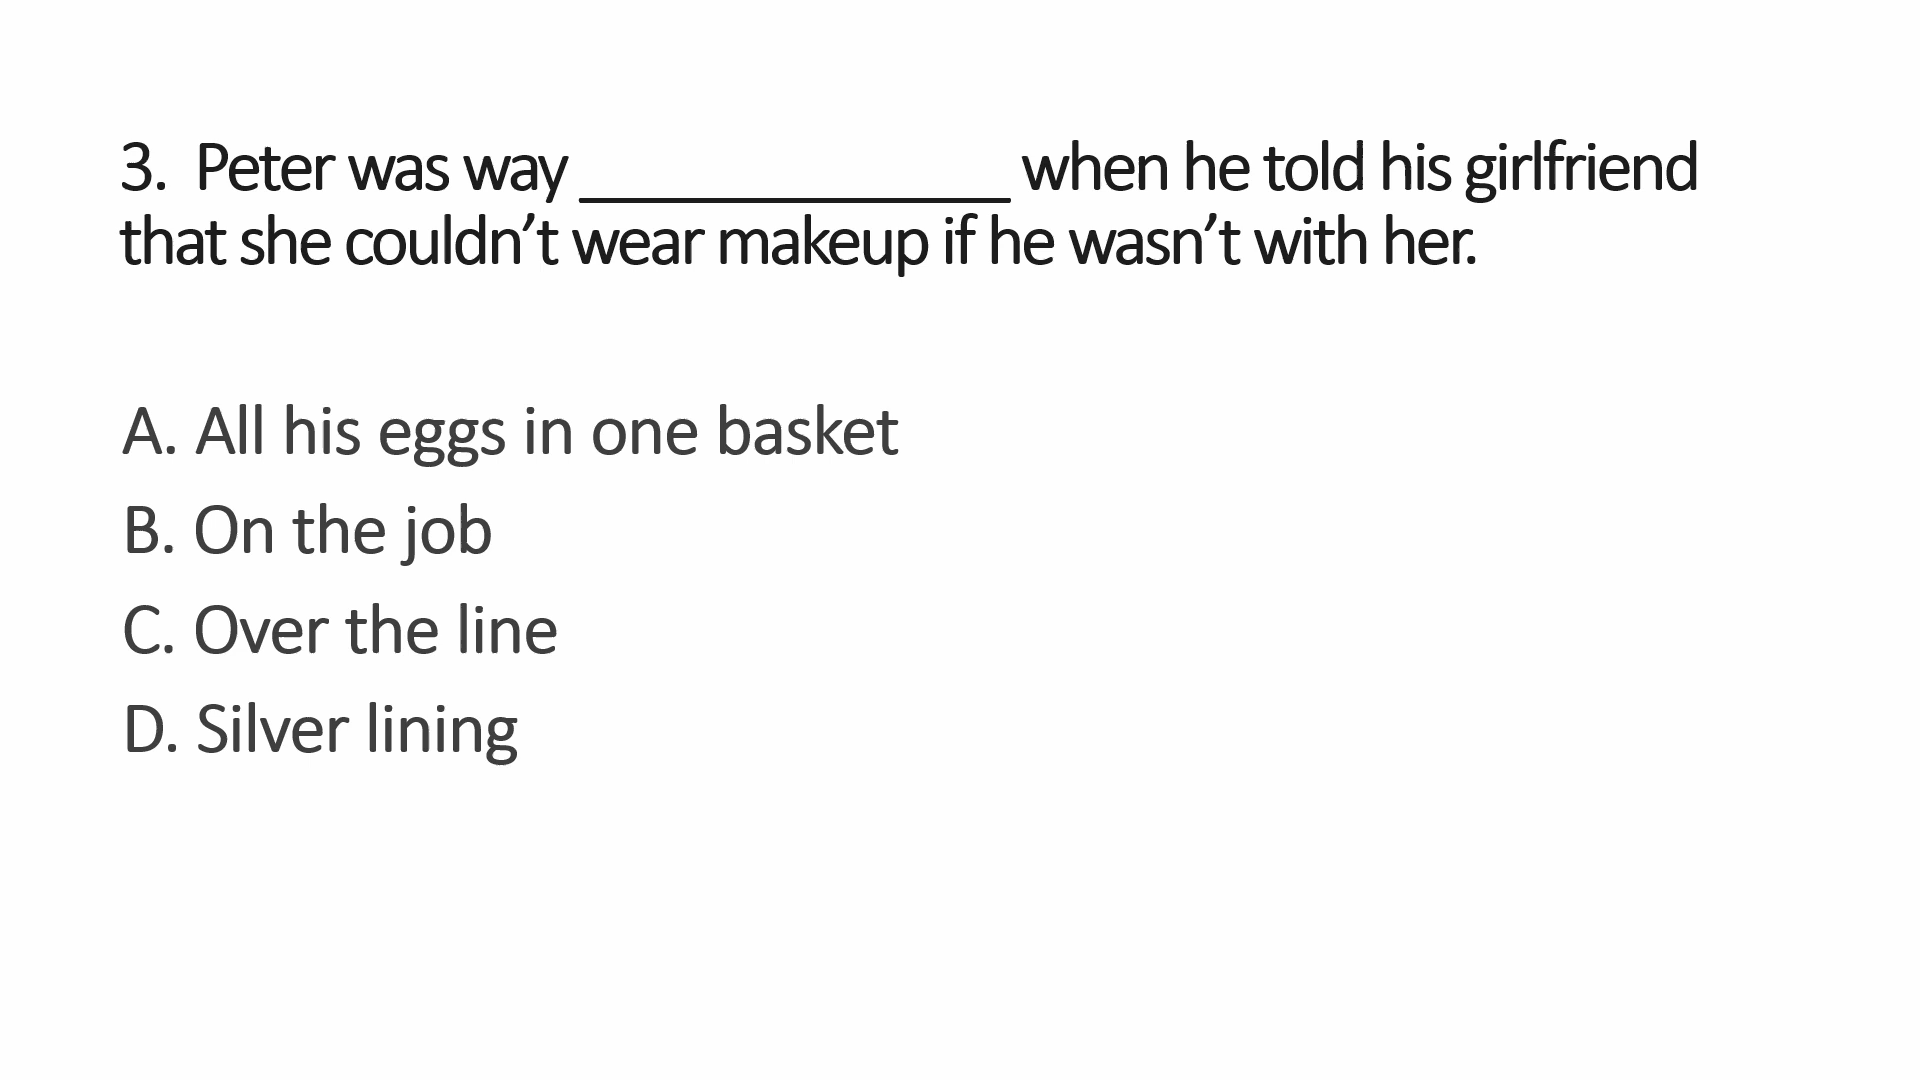 3.  Peter was way ______________ when he told his girlfriend
that she couldn’t wear makeup if he wasn’t with her.
A. All his eggs in one basket
B. On the job
C. Over the line
D. Silver lining